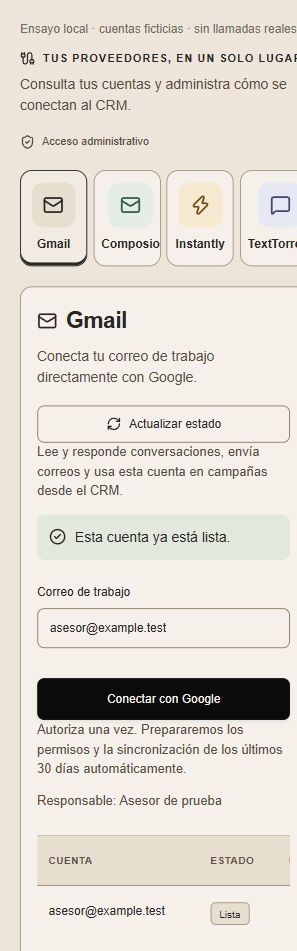 Ensayo local · cuentas ficticias · sin llamadas reales
TUS PROVEEDORES, EN UN SOLO LUGAR
Consulta tus cuentas y administra cómo se
conectan al CRM.
Acceso administrativo
Gmail Composio Instantly
Gmail
Conecta tu correo de trabajo
directamente con Google.
Actualizar estado
Lee y responde conversaciones, envía
correos y usa esta cuenta en campañas
desde el CRM.
Esta cuenta ya está lista.
Correo de trabajo
asesor@example.test
Conectar con Google
Autoriza una vez. Prepararemos los
permisos y la sincronización de los últimos
30 días automáticamente.
Responsable: Asesor de prueba
CUENTA ESTADO
asesor@example.test Lista